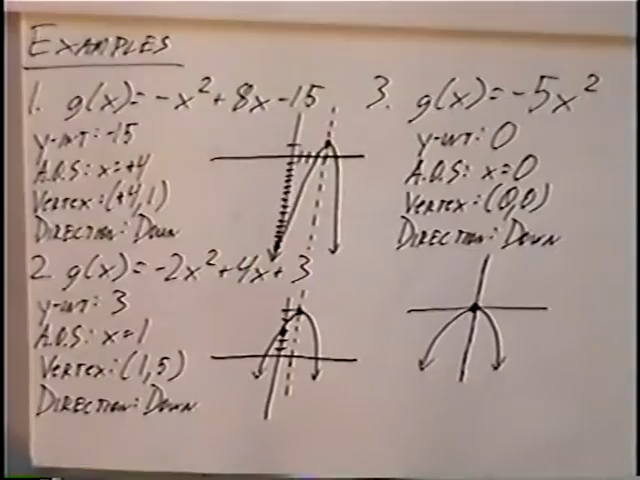 EXAMPLES
1. g(x)=-x²+8x-15
y-int: -15
A.O.S: x=+4
VERTEX: (+4,1)
DIRECTION: DOWN
2. g(x)=-2x²+4x+3
y-int: 3
A.O.S: x=1
VERTEX: (1,5)
DIRECTION: DOWN
3. g(x)=-5x²
y-int: 0
A.O.S: x=0
VERTEX: (0,0)
DIRECTION: DOWN